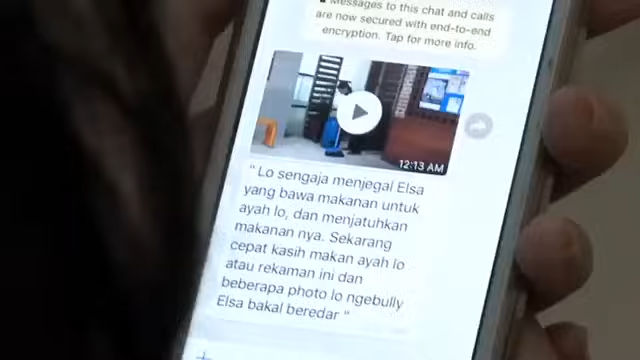 Messages to this chat and calls
are now secured with end-to-end
encryption. Tap for more info.
12:13 AM
" Lo sengaja menjegal Elsa
yang bawa makanan untuk
ayah lo, dan menjatuhkan
makanan nya. Sekarang
cepat kasih makan ayah lo
atau rekaman ini dan
beberapa photo lo ngebully
Elsa bakal beredar "